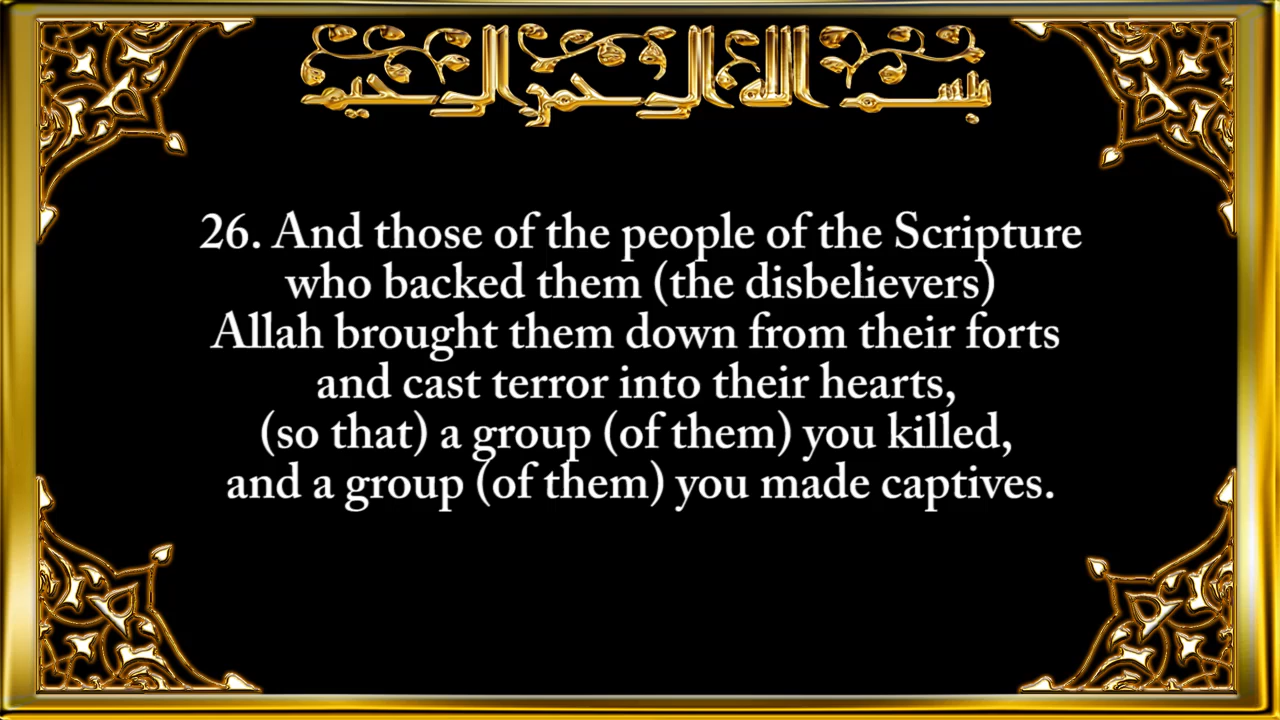 بسم الله الرحمن الرحيم
26. And those of the people of the Scripture
who backed them (the disbelievers)
Allah brought them down from their forts
and cast terror into their hearts,
(so that) a group (of them) you killed,
and a group (of them) you made captives.